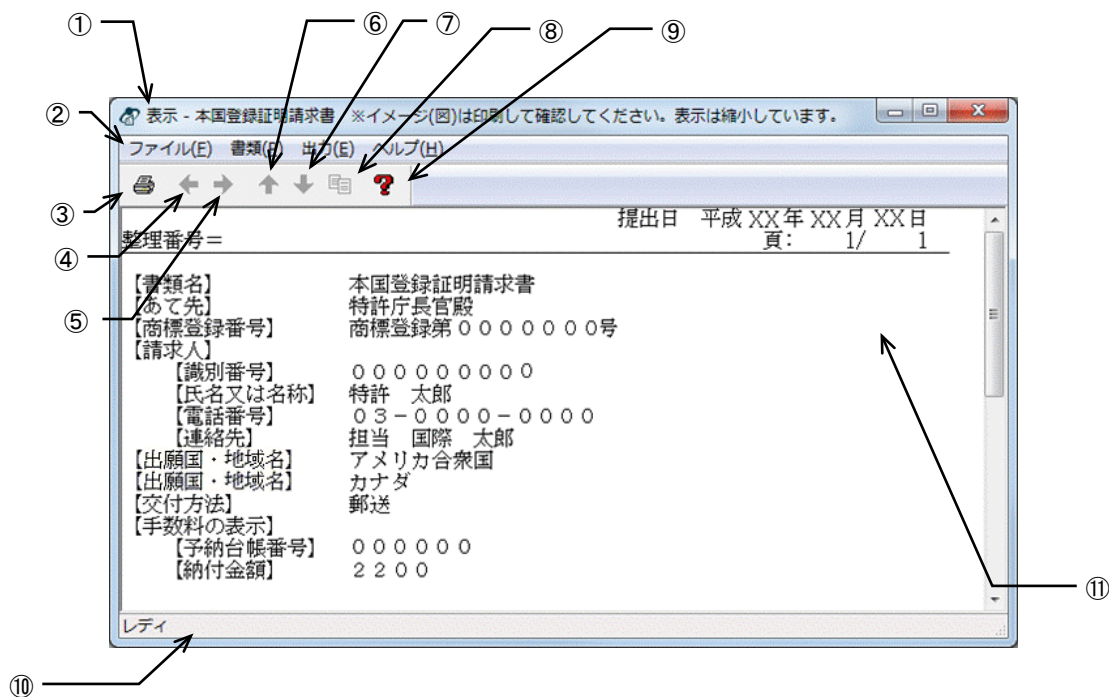 ① ⑥ ⑦ ⑧ ⑨
② 表示 - 本国登録証明請求書 ※イメージ(図)は印刷して確認してください。表示は縮小しています。
ファイル(F) 書類(P) 出力(E) ヘルプ(H)
③
④
⑤
提出日 平成 XX年 XX月 XX日
整理番号= 頁: 1/ 1
【書類名】 本国登録証明請求書
【あて先】 特許庁長官殿
【商標登録番号】 商標登録第0000000号
【請求人】
【識別番号】 000000000
【氏名又は名称】 特許 太郎
【電話番号】 03-0000-0000
【連絡先】 担当 国際 太郎
【出願国・地域名】 アメリカ合衆国
【出願国・地域名】 カナダ
【交付方法】 郵送
【手数料の表示】
【予納台帳番号】 000000
【納付金額】 2200
⑪
レディ
⑩